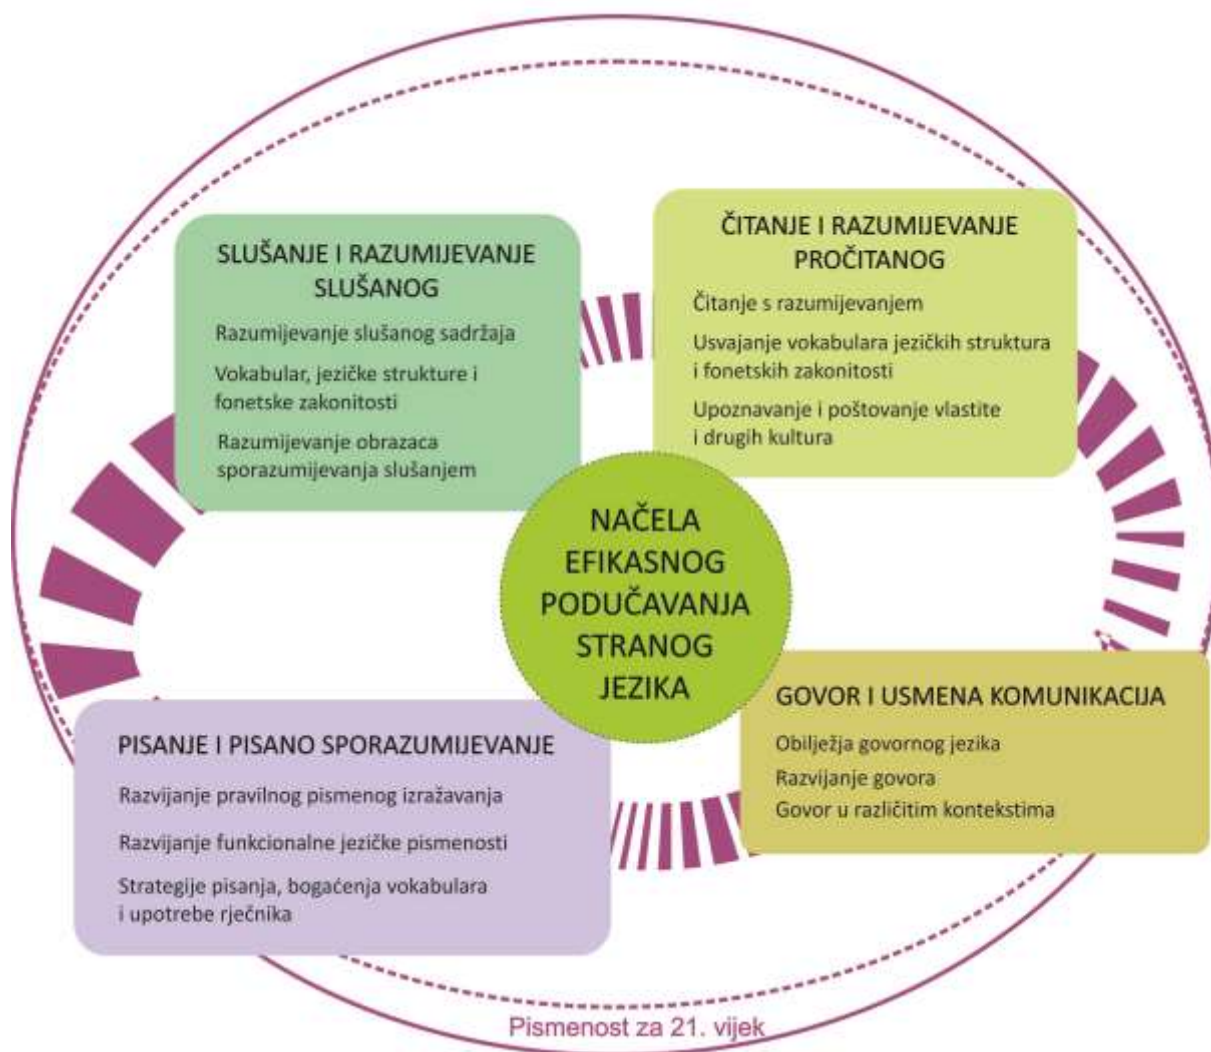 SLUŠANJE I RAZUMIJEVANJE
SLUŠANOG
Razumijevanje slušanog sadržaja
Vokabular, jezičke strukture i
fonetske zakonitosti
Razumijevanje obrazaca
sporazumijevanja slušanjem
ČITANJE I RAZUMIJEVANJE
PROČITANOG
Čitanje s razumijevanjem
Usvajanje vokabulara jezičkih struktura
i fonetskih zakonitosti
Upoznavanje i poštovanje vlastite
i drugih kultura
NAČELA
EFIKASNOG
PODUČAVANJA
STRANOG
JEZIKA
PISANJE I PISANO SPORAZUMIJEVANJE
Razvijanje pravilnog pismenog izražavanja
Razvijanje funkcionalne jezičke pismenosti
Strategije pisanja, bogaćenja vokabulara
i upotrebe rječnika
GOVOR I USMENA KOMUNIKACIJA
Obilježja govornog jezika
Razvijanje govora
Govor u različitim kontekstima
Pismenost za 21. vijek